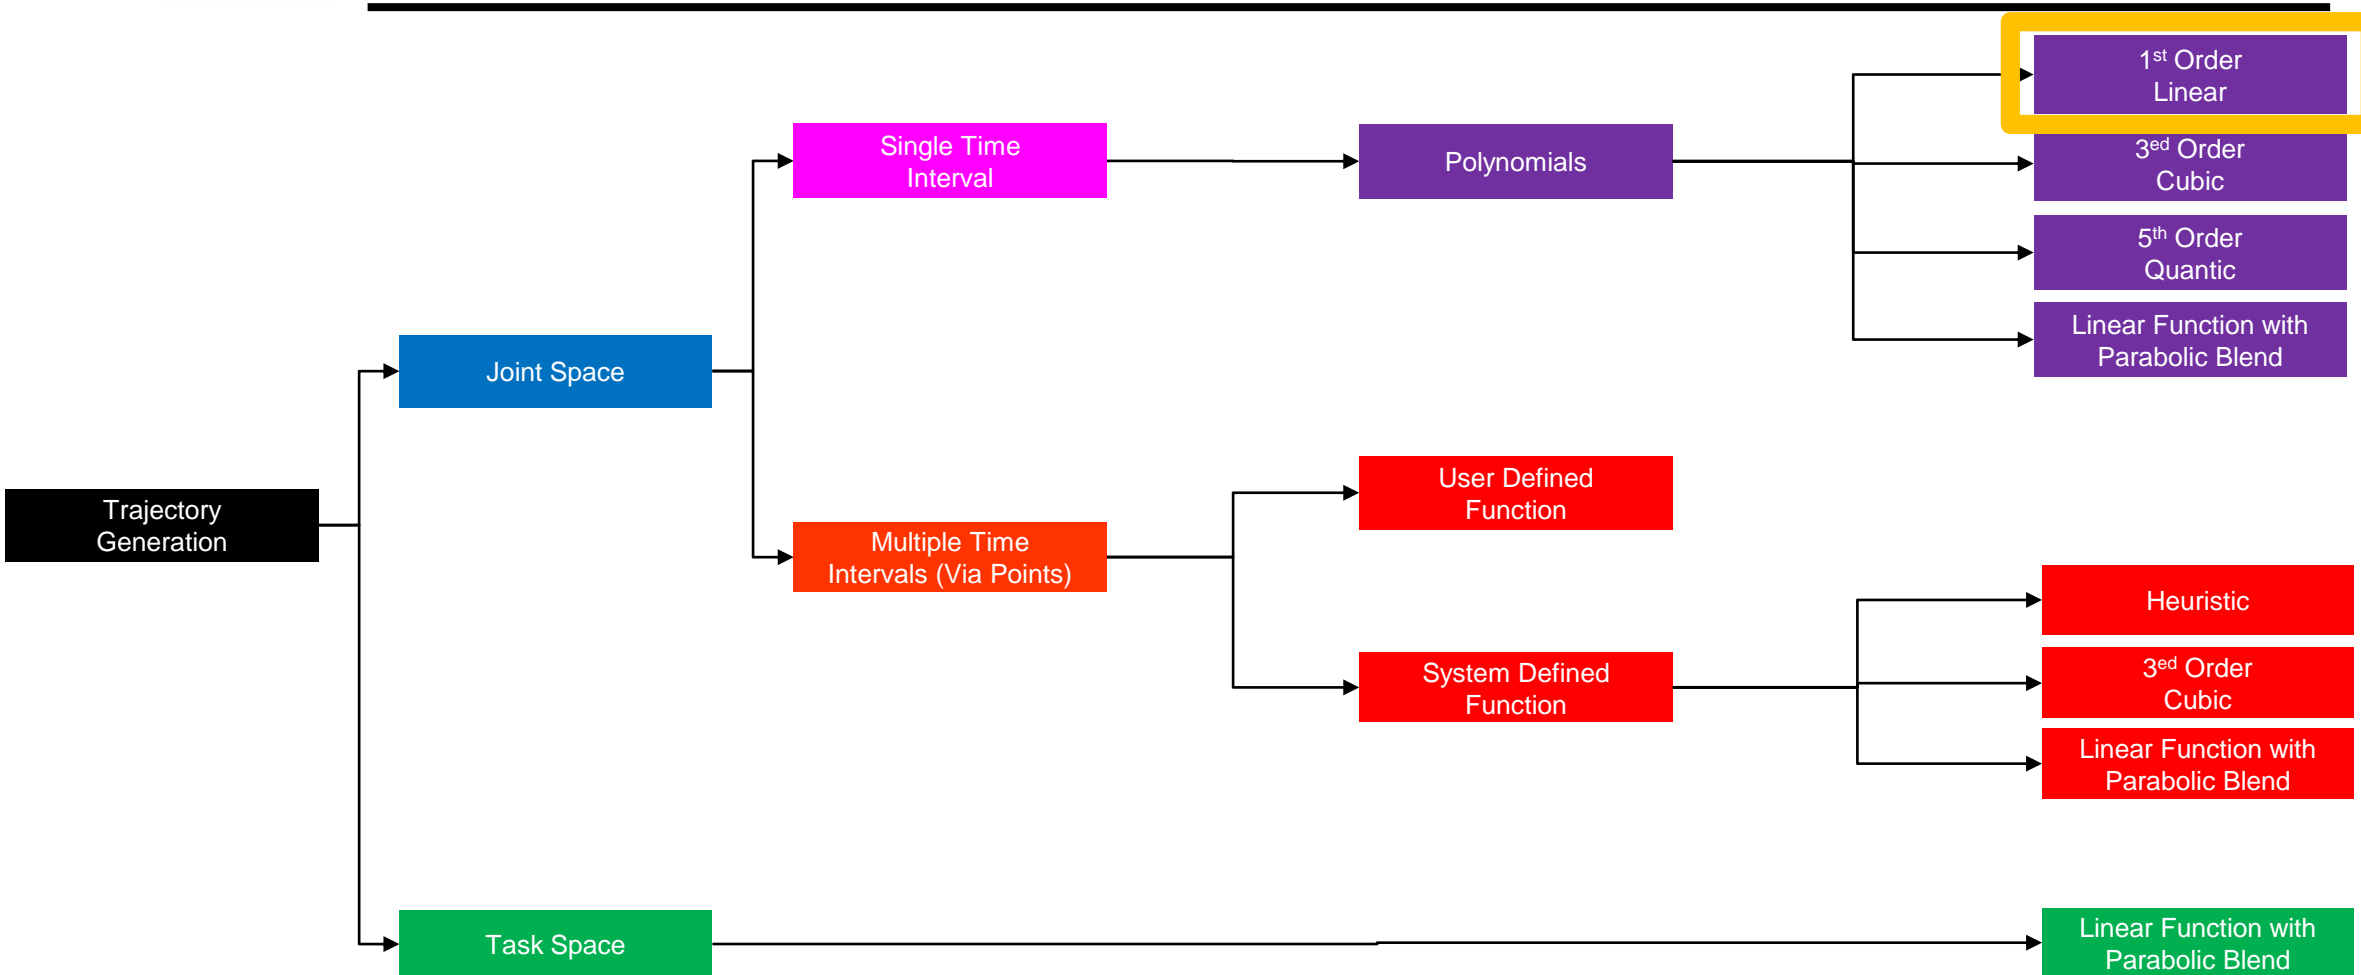 1st Order
Linear
Single Time
Interval
Polynomials
3ed Order
Cubic
5th Order
Quantic
Linear Function with
Parabolic Blend
Joint Space
User Defined
Function
Trajectory
Generation
Multiple Time
Intervals (Via Points)
Heuristic
System Defined
Function
3ed Order
Cubic
Linear Function with
Parabolic Blend
Task Space
Linear Function with
Parabolic Blend